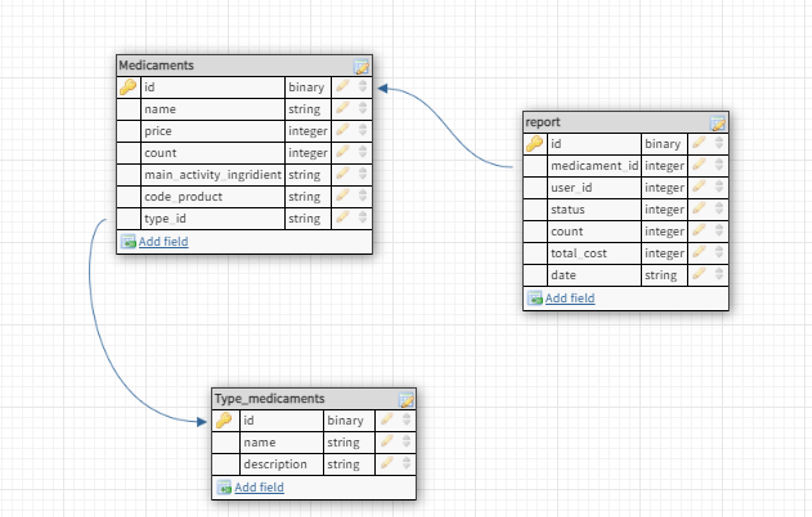 Medicaments
id binary
name string
price integer
count integer
main_activity_ingridient string
code_product string
type_id string
Add field
report
id binary
medicament_id integer
user_id integer
status integer
count integer
total_cost integer
date string
Add field
Type_medicaments
id binary
name string
description string
Add field